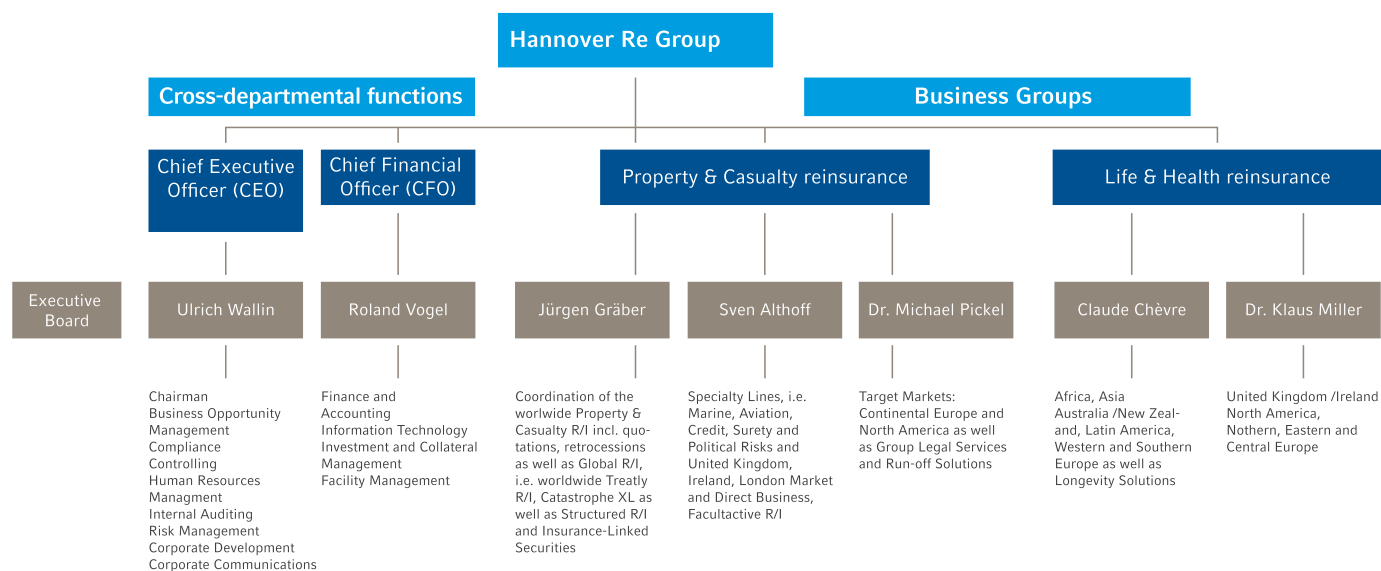 Hannover Re Group
Cross-departmental functions
Business Groups
Chief Executive
Officer (CEO)
Chief Financial
Officer (CFO)
Property & Casualty reinsurance
Life & Health reinsurance
Executive
Board
Ulrich Wallin
Roland Vogel
Jürgen Gräber
Sven Althoff
Dr. Michael Pickel
Claude Chèvre
Dr. Klaus Miller
Chairman
Business Opportunity
Management
Compliance
Controlling
Human Resources
Managment
Internal Auditing
Risk Management
Corporate Development
Corporate Communications
Finance and
Accounting
Information Technology
Investment and Collateral
Management
Facility Management
Coordination of the
worlwide Property &
Casualty R/I incl. quo-
tations, retrocessions
as well as Global R/I,
i.e. worldwide Treatly
R/I, Catastrophe XL as
well as Structured R/I
and Insurance-Linked
Securities
Specialty Lines, i.e.
Marine, Aviation,
Credit, Surety and
Political Risks and
United Kingdom,
Ireland, London Market
and Direct Business,
Facultactive R/I
Target Markets:
Continental Europe and
North America as well
as Group Legal Services
and Run-off Solutions
Africa, Asia
Australia /New Zeal-
and, Latin America,
Western and Southern
Europe as well as
Longevity Solutions
United Kingdom /Ireland
North America,
Nothern, Eastern and
Central Europe